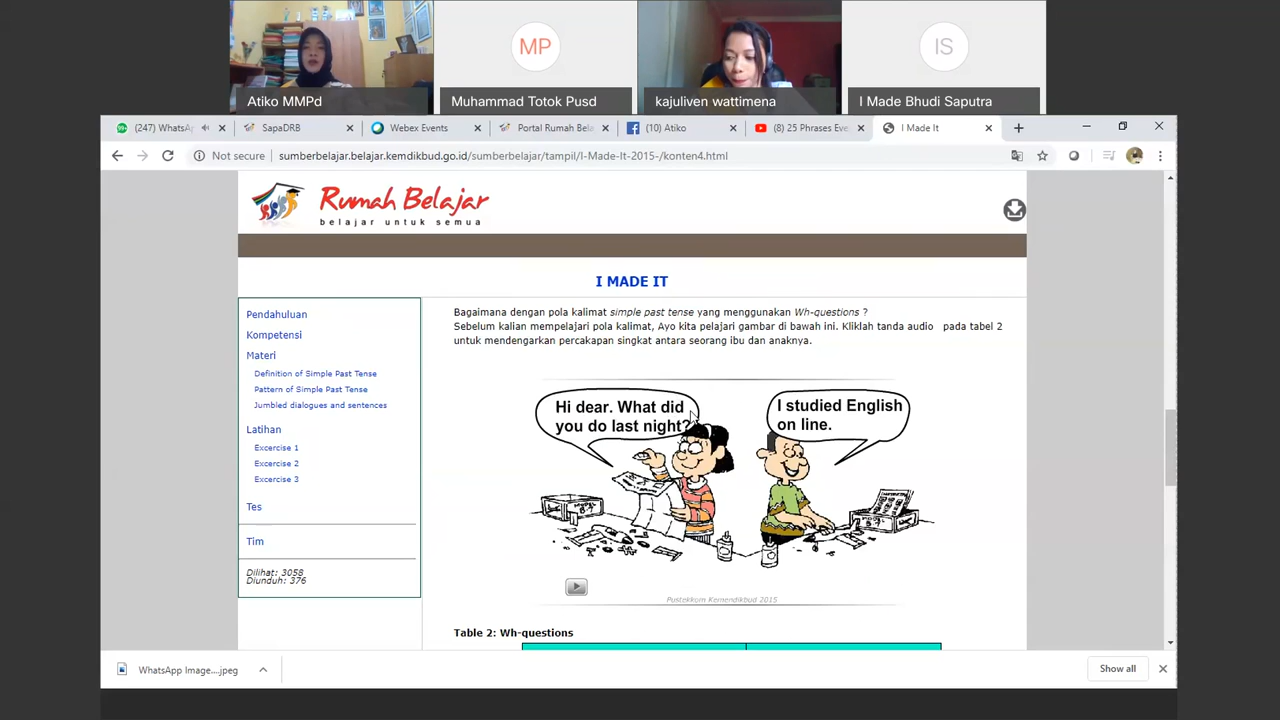 MP
IS
Atiko MMPd
Muhammad Totok Pusd
kajuliven wattimena
I Made Bhudi Saputra
(247) WhatsA
SapaDRB
Webex Events
Portal Rumah Bela
(10) Atiko
(8) 25 Phrases Eve
I Made It
Not secure
sumberbelajar.belajar.kemdikbud.go.id/sumberbelajar/tampil/I-Made-It-2015-/konten4.html
Rumah Belajar
belajar untuk semua
I MADE IT
Pendahuluan
Kompetensi
Materi
Definition of Simple Past Tense
Pattern of Simple Past Tense
Jumbled dialogues and sentences
Latihan
Excercise 1
Excercise 2
Excercise 3
Tes
Tim
Dilihat: 3058
Diunduh: 376
Bagaimana dengan pola kalimat simple past tense yang menggunakan Wh-questions ?
Sebelum kalian mempelajari pola kalimat, Ayo kita pelajari gambar di bawah ini. Kliklah tanda audio pada tabel 2
untuk mendengarkan percakapan singkat antara seorang ibu dan anaknya.
Hi dear. What did
you do last night?
I studied English
on line.
Pustekkom Kemendikbud 2015
Table 2: Wh-questions
WhatsApp Image....jpeg
Show all